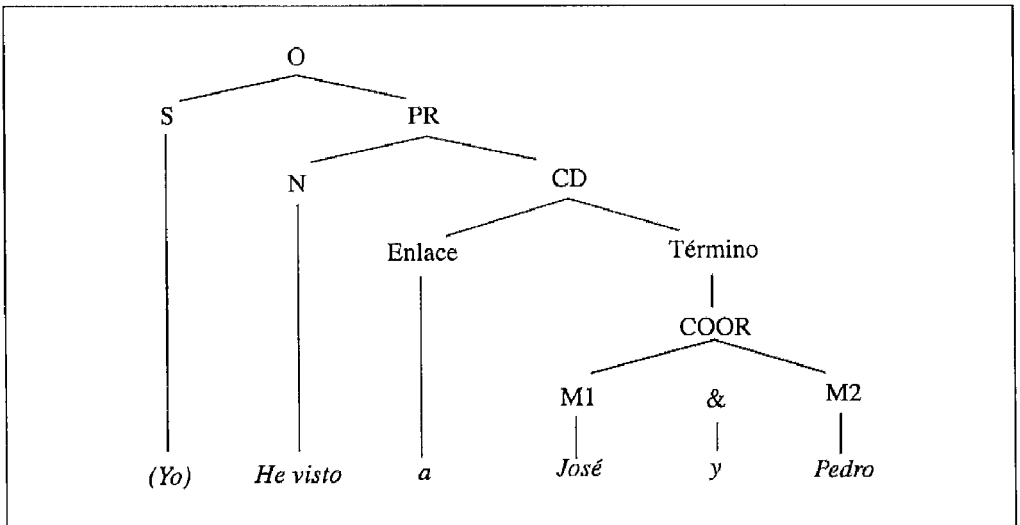 O
S PR
N CD
Enlace Término
COOR
M1 & M2
(Yo) He visto a José y Pedro